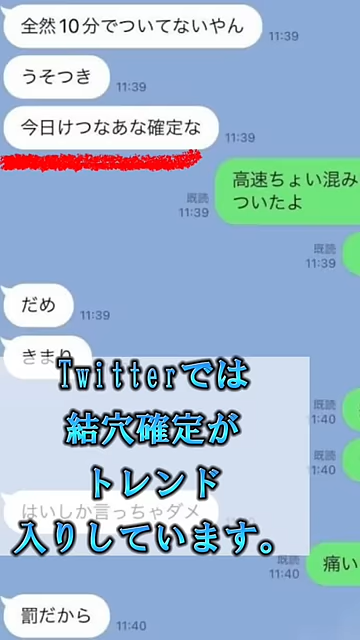 全然10分でついてないやん
11:39
うそつき
11:39
今日けつなあな確定な
11:39
高速ちょい混み
ついたよ
既読
11:39
既読
11:39
だめ
11:39
きまり
Twitterでは
結穴確定が
トレンド
入りしています。
既読
11:40
既読
11:40
はいしか言っちゃダメ
痛い
既読
11:40
罰だから
11:40